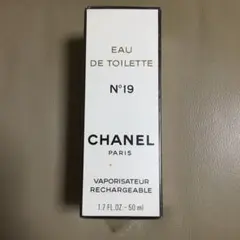 EAU
DE TOILETTE
N°19
CHANEL
PARIS
VAPORISATEUR
RECHARGEABLE
1.7 FL.OZ. - 50 ml